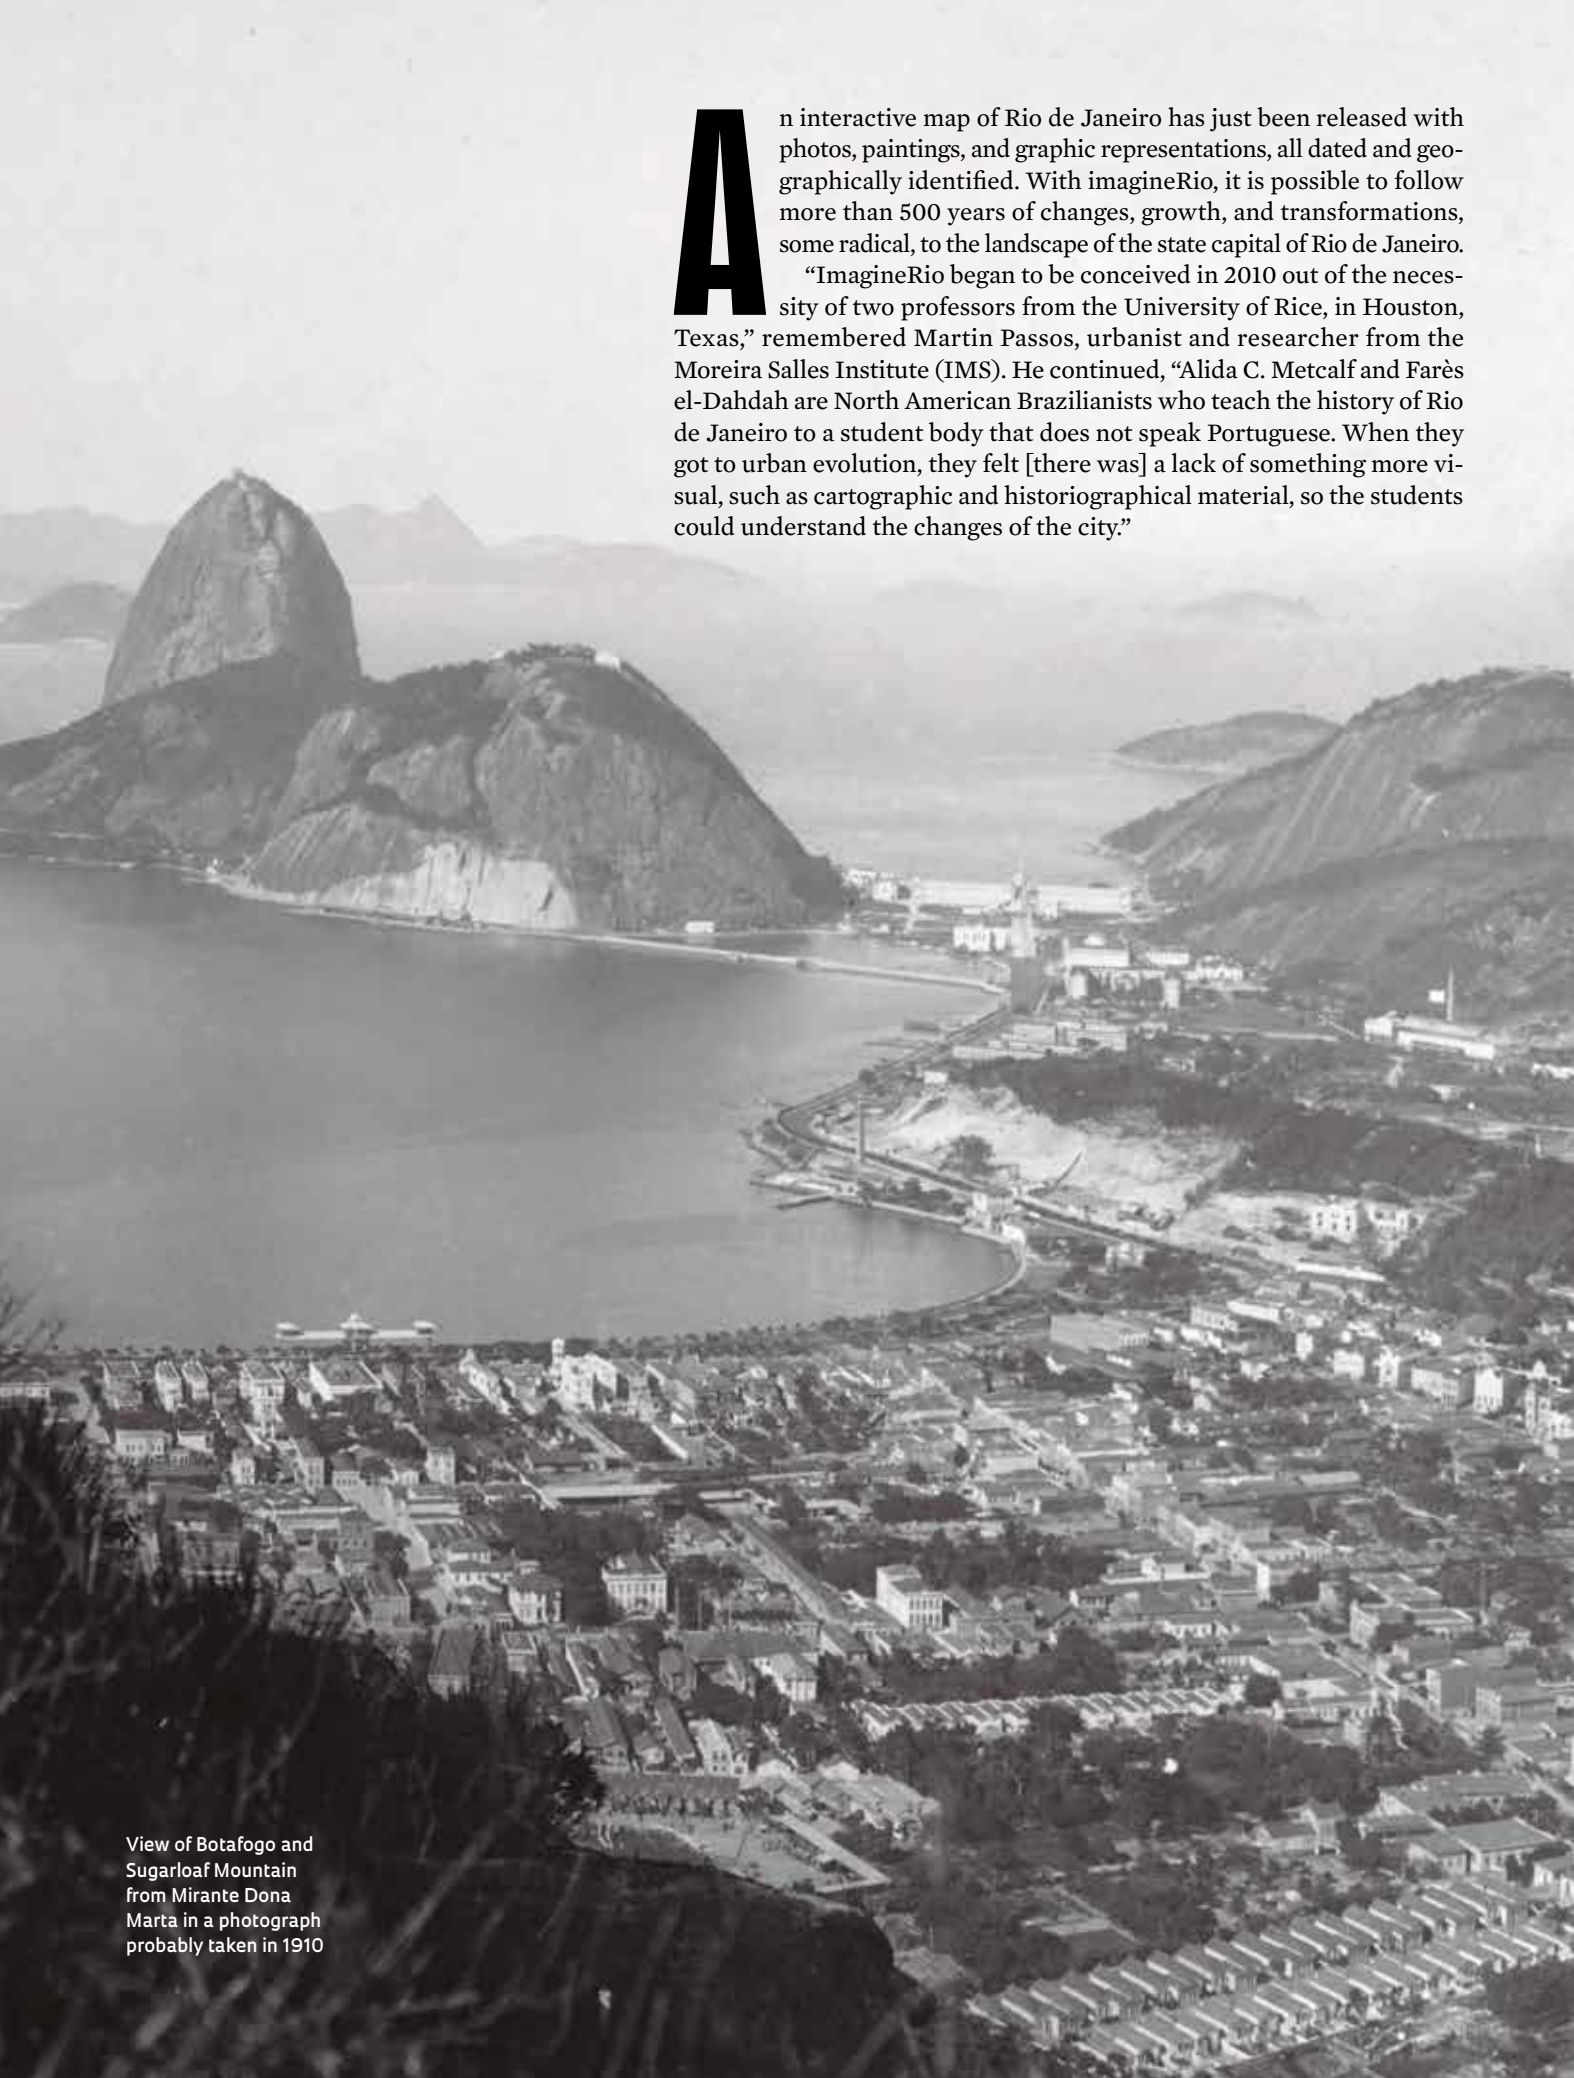 An interactive map of Rio de Janeiro has just been released with
photos, paintings, and graphic representations, all dated and geo-
graphically identified. With imagineRio, it is possible to follow
more than 500 years of changes, growth, and transformations,
some radical, to the landscape of the state capital of Rio de Janeiro.
“ImagineRio began to be conceived in 2010 out of the neces-
sity of two professors from the University of Rice, in Houston,
Texas,” remembered Martin Passos, urbanist and researcher from the
Moreira Salles Institute (IMS). He continued, “Alida C. Metcalf and Farès
el-Dahdah are North American Brazilianists who teach the history of Rio
de Janeiro to a student body that does not speak Portuguese. When they
got to urban evolution, they felt [there was] a lack of something more vi-
sual, such as cartographic and historiographical material, so the students
could understand the changes of the city.”
View of Botafogo and
Sugarloaf Mountain
from Mirante Dona
Marta in a photograph
probably taken in 1910